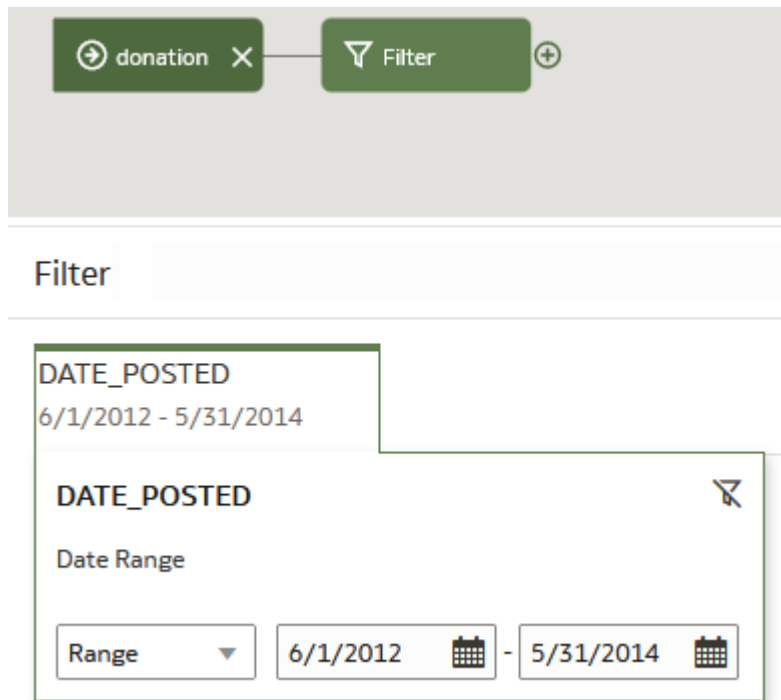 donation Filter
Filter
DATE_POSTED
6/1/2012 - 5/31/2014
DATE_POSTED
Date Range
Range 6/1/2012 - 5/31/2014